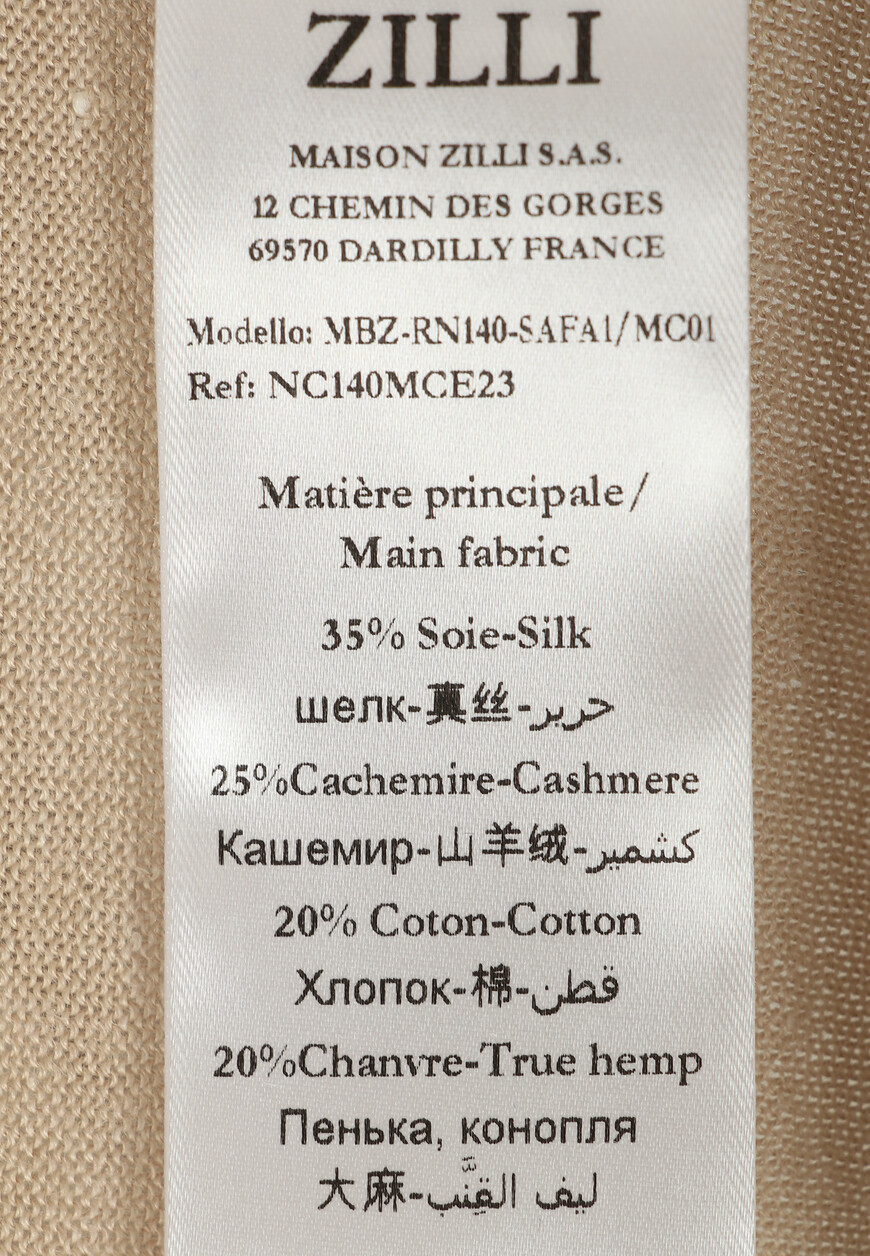 ZILLI
MAISON ZILLI S.A.S.
12 CHEMIN DES GORGES
69570 DARDILLY FRANCE
Modello: MBZ-RN140-SAFA1/MC01
Ref: NC140MCE23
Matière principale/
Main fabric
35% Soie-Silk
шелк-真丝-حرير
25%Cachemire-Cashmere
Кашемир-山羊绒-كشمير
20% Coton-Cotton
Хлопок-棉-قطن
20%Chanvre-True hemp
Пенька, конопля
大麻-ليف القِنَّب